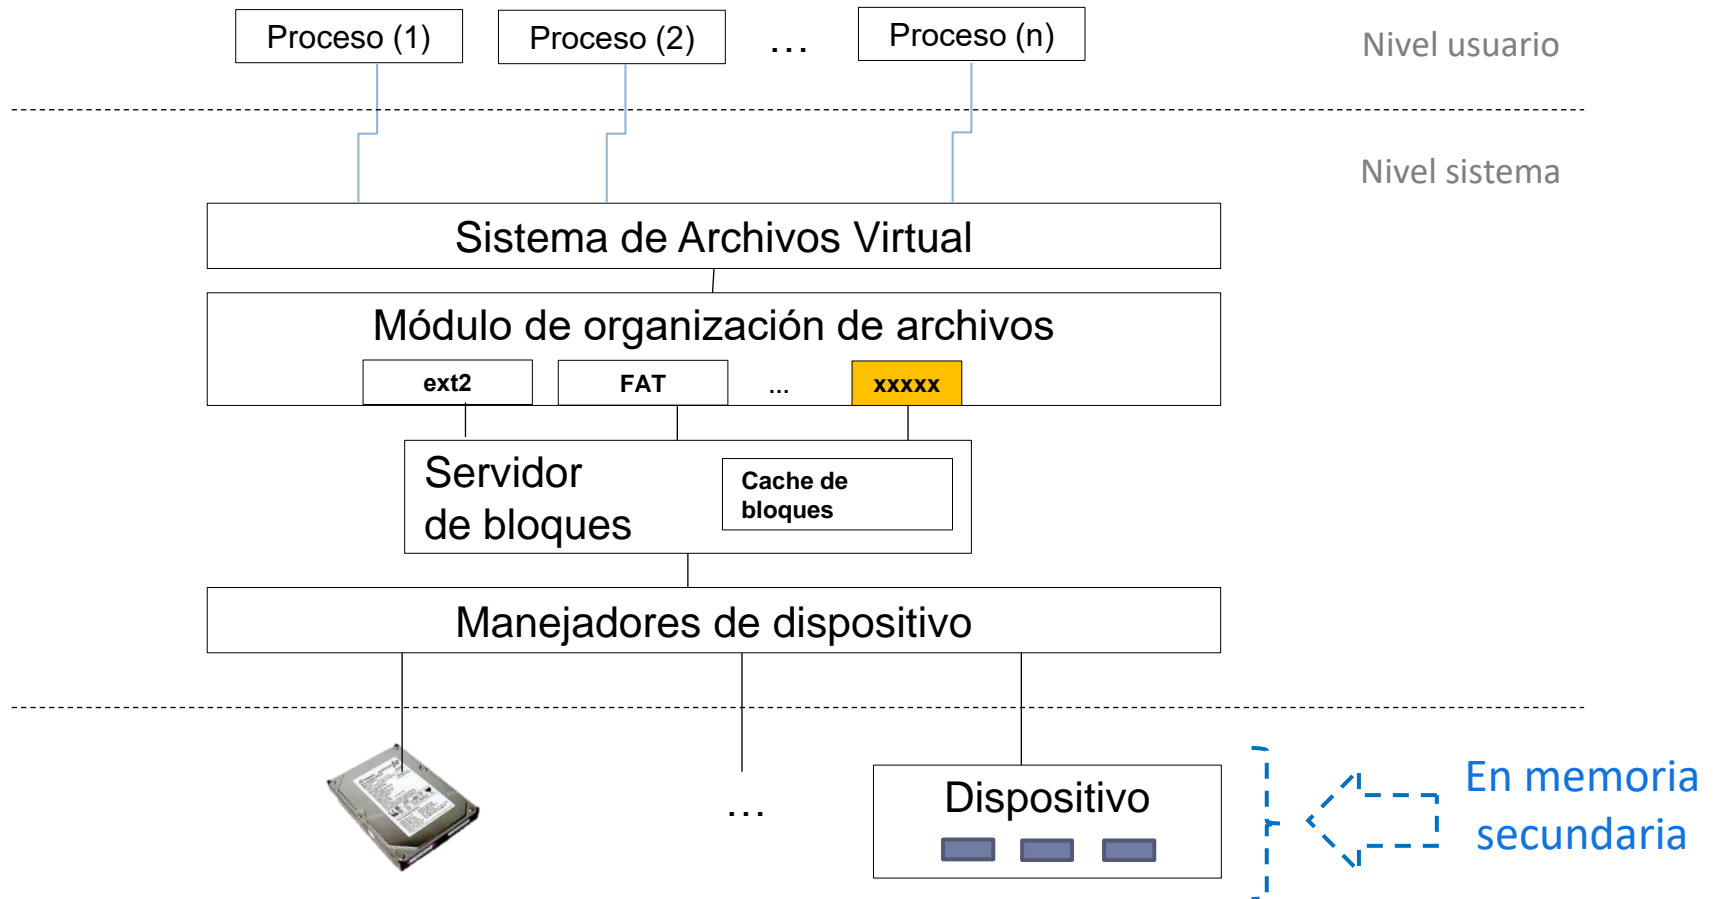 Proceso (1)
Proceso (2)
...
Proceso (n)
Nivel usuario
Nivel sistema
Sistema de Archivos Virtual
Módulo de organización de archivos
ext2
FAT
...
xxxxx
Servidor
de bloques
Cache de
bloques
Manejadores de dispositivo
...
Dispositivo
En memoria
secundaria